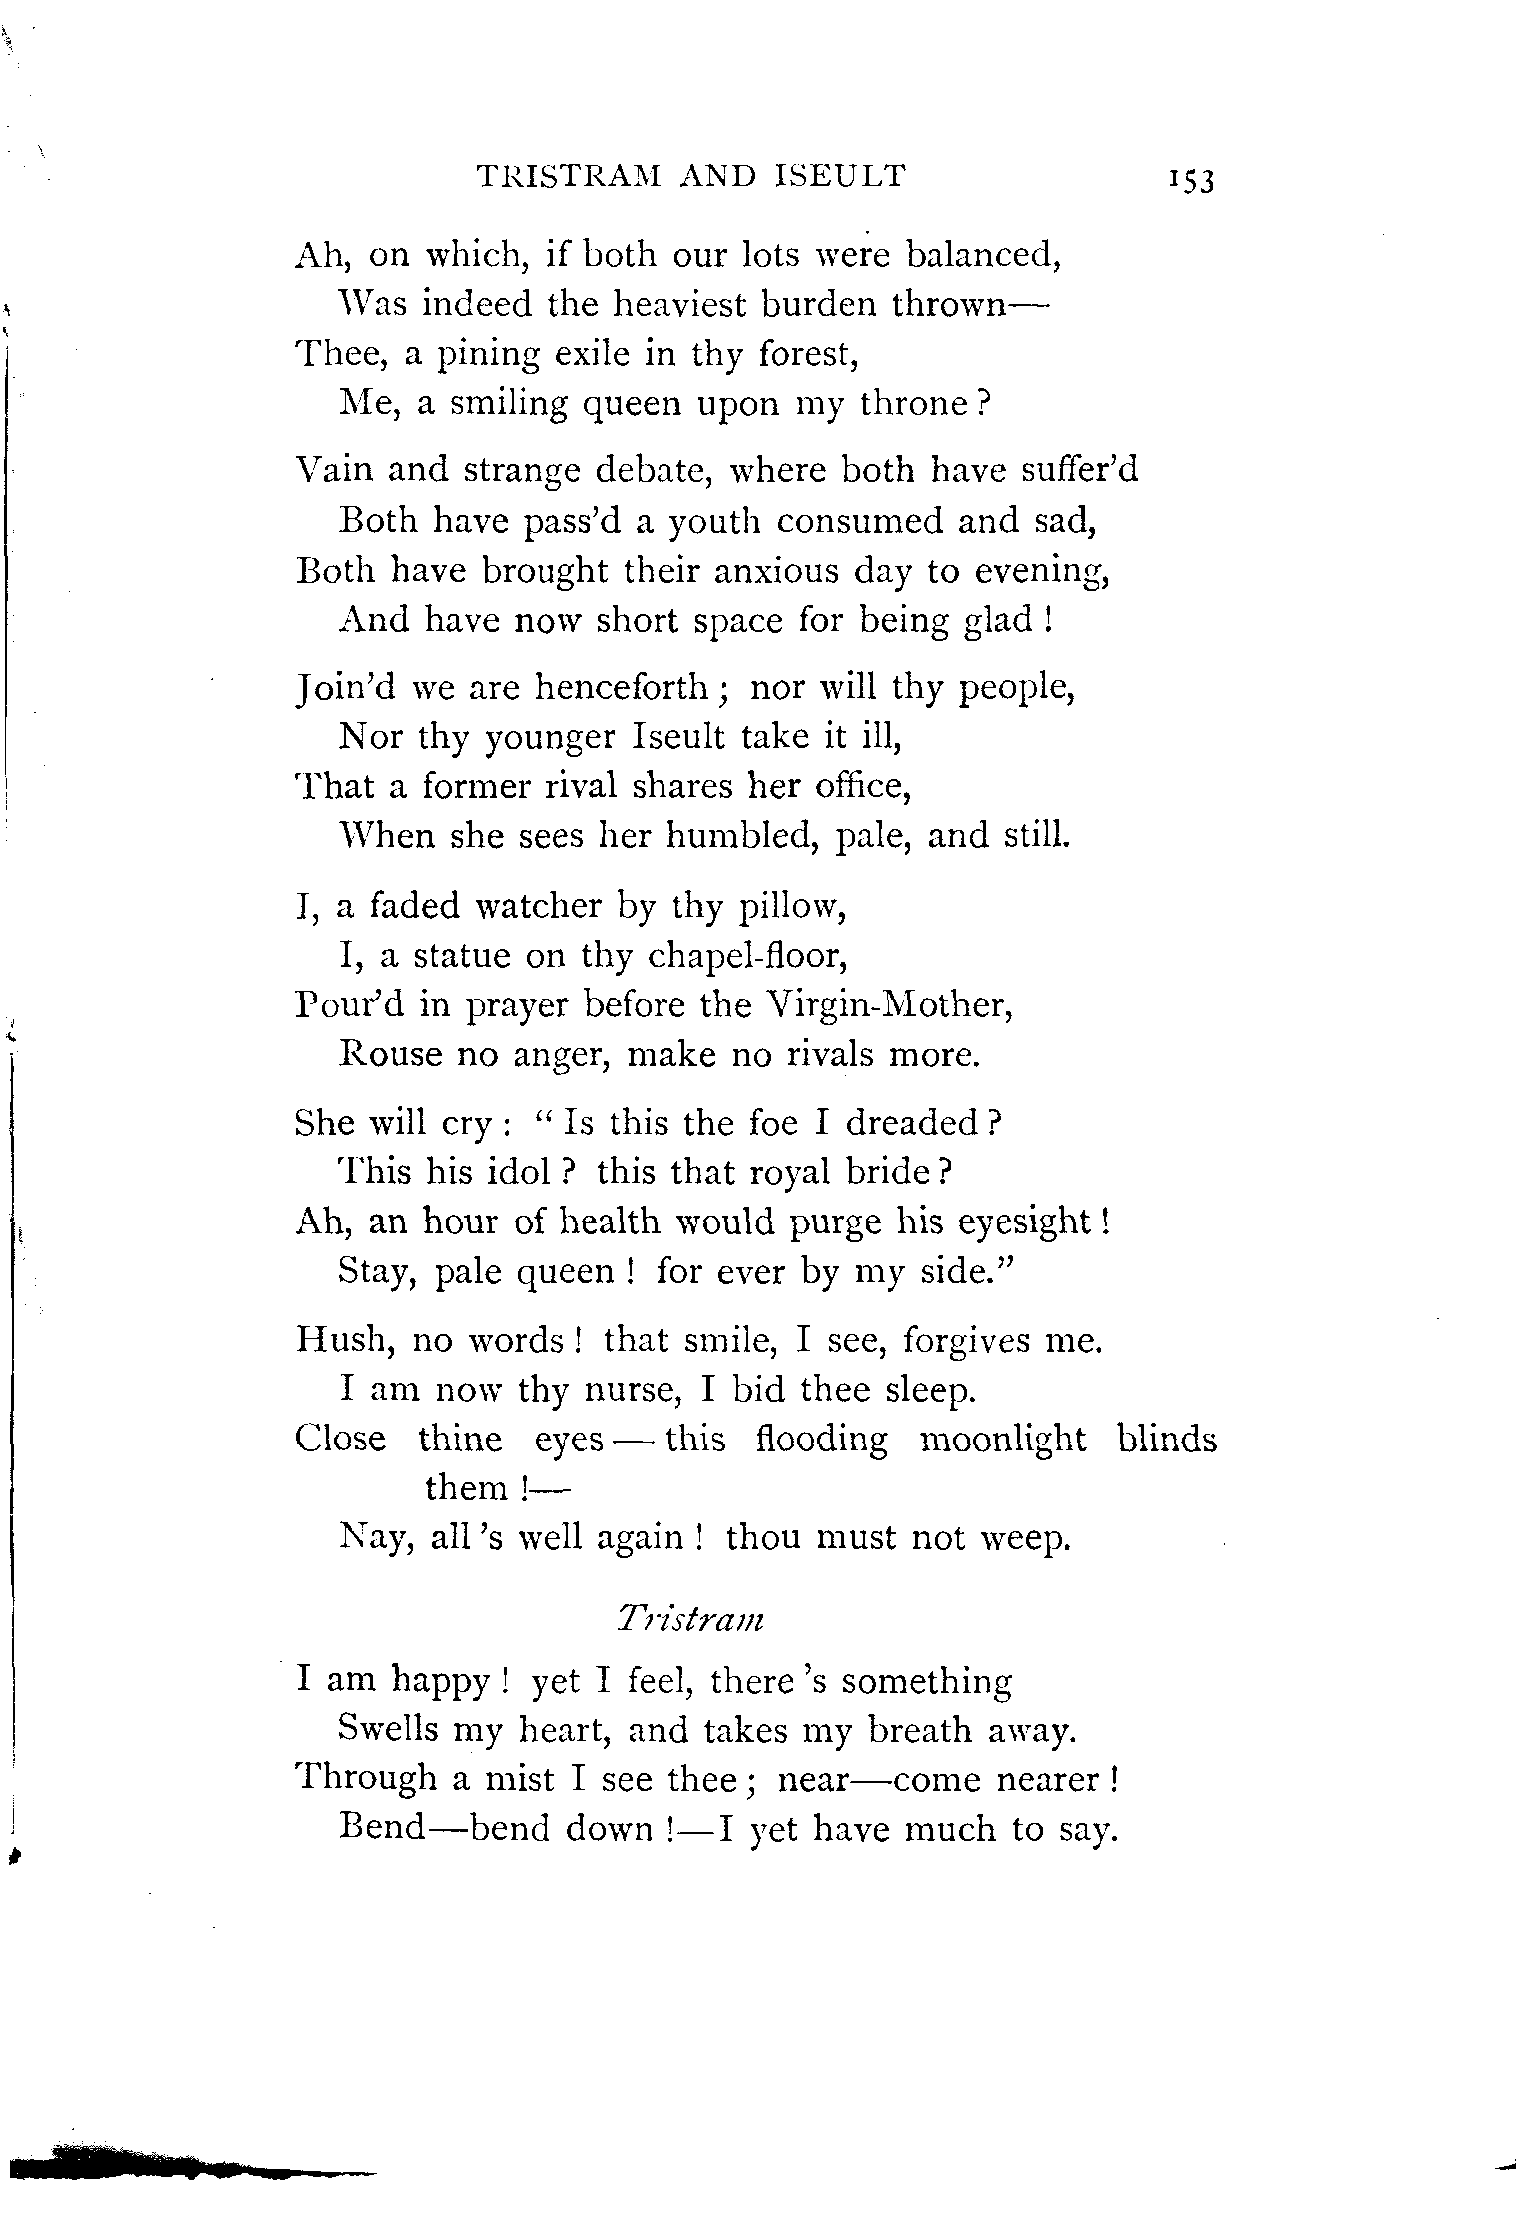 TRISTRAM AND ISEULT 153
Ah, on which, if both our lots were balanced,
Was indeed the heaviest burden thrown—
Thee, a pining exile in thy forest,
Me, a smiling queen upon my throne?
Vain and strange debate, where both have suffer'd
Both have pass'd a youth consumed and sad,
Both have brought their anxious day to evening,
And have now short space for being glad!
Join'd we are henceforth; nor will thy people,
Nor thy younger Iseult take it ill,
That a former rival shares her office,
When she sees her humbled, pale, and still.
I, a faded watcher by thy pillow,
I, a statue on thy chapel-floor,
Pour'd in prayer before the Virgin-Mother,
Rouse no anger, make no rivals more.
She will cry: "Is this the foe I dreaded?
This his idol? this that royal bride?
Ah, an hour of health would purge his eyesight!
Stay, pale queen! for ever by my side."
Hush, no words! that smile, I see, forgives me.
I am now thy nurse, I bid thee sleep.
Close thine eyes—this flooding moonlight blinds
them!—
Nay, all 's well again! thou must not weep.
Tristram
I am happy! yet I feel, there 's something
Swells my heart, and takes my breath away.
Through a mist I see thee; near—come nearer!
Bend—bend down!—I yet have much to say.